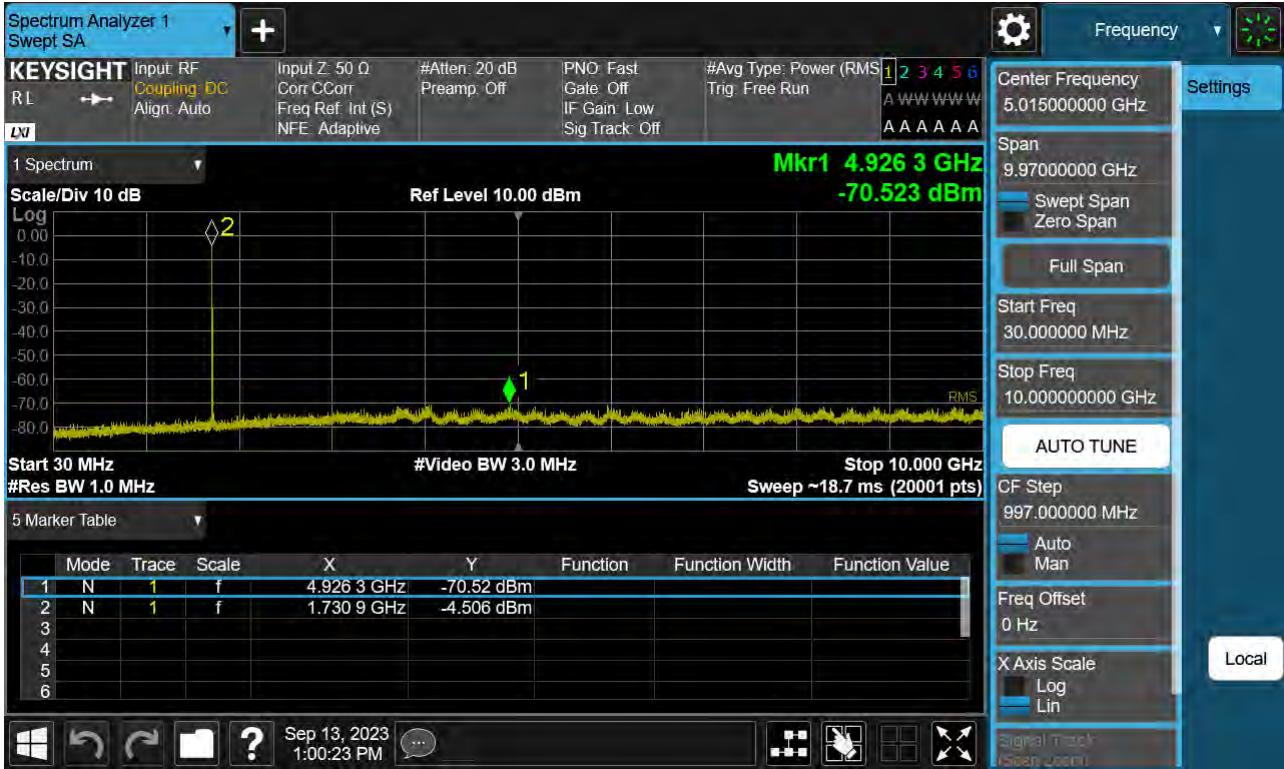 Spectrum Analyzer 1
Swept SA
+
Frequency
KEYSIGHT
RL
LXI
Input: RF
Coupling: DC
Align: Auto
Input Z: 50 Ω
Corr CCorr
Freq Ref: Int (S)
NFE: Adaptive
#Atten: 20 dB
Preamp: Off
PNO: Fast
Gate: Off
IF Gain: Low
Sig Track: Off
#Avg Type: Power (RMS
Trig: Free Run
1 2 3 4 5 6
A W W W W W
A A A A A A
1 Spectrum
Mkr1 4.926 3 GHz
-70.523 dBm
Scale/Div 10 dB
Ref Level 10.00 dBm
Log
0.00
2
-10.0
-20.0
-30.0
-40.0
-50.0
-60.0
1
-70.0
RMS
-80.0
Start 30 MHz
#Video BW 3.0 MHz
Stop 10.000 GHz
#Res BW 1.0 MHz
Sweep ~18.7 ms (20001 pts)
5 Marker Table
Mode Trace Scale X Y Function Function Width Function Value
1 N 1 f 4.926 3 GHz -70.52 dBm
2 N 1 f 1.730 9 GHz -4.506 dBm
3
4
5
6
Center Frequency
5.015000000 GHz
Span
9.97000000 GHz
Swept Span
Zero Span
Full Span
Start Freq
30.000000 MHz
Stop Freq
10.000000000 GHz
AUTO TUNE
CF Step
997.000000 MHz
Auto
Man
Freq Offset
0 Hz
X Axis Scale
Log
Lin
Signal Track
(Span Zoom)
Settings
Local
?
Sep 13, 2023
1:00:23 PM